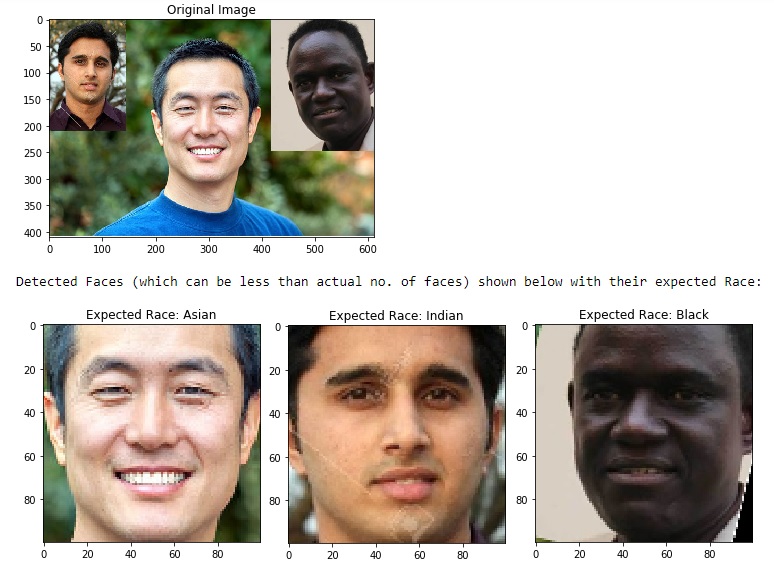 Original Image
0
50
100
150
200
250
300
350
400
0 100 200 300 400 500 600
Detected Faces (which can be less than actual no. of faces) shown below with their expected Race:
Expected Race: Asian
0
20
40
60
80
0 20 40 60 80
Expected Race: Indian
0
20
40
60
80
0 20 40 60 80
Expected Race: Black
0
20
40
60
80
0 20 40 60 80